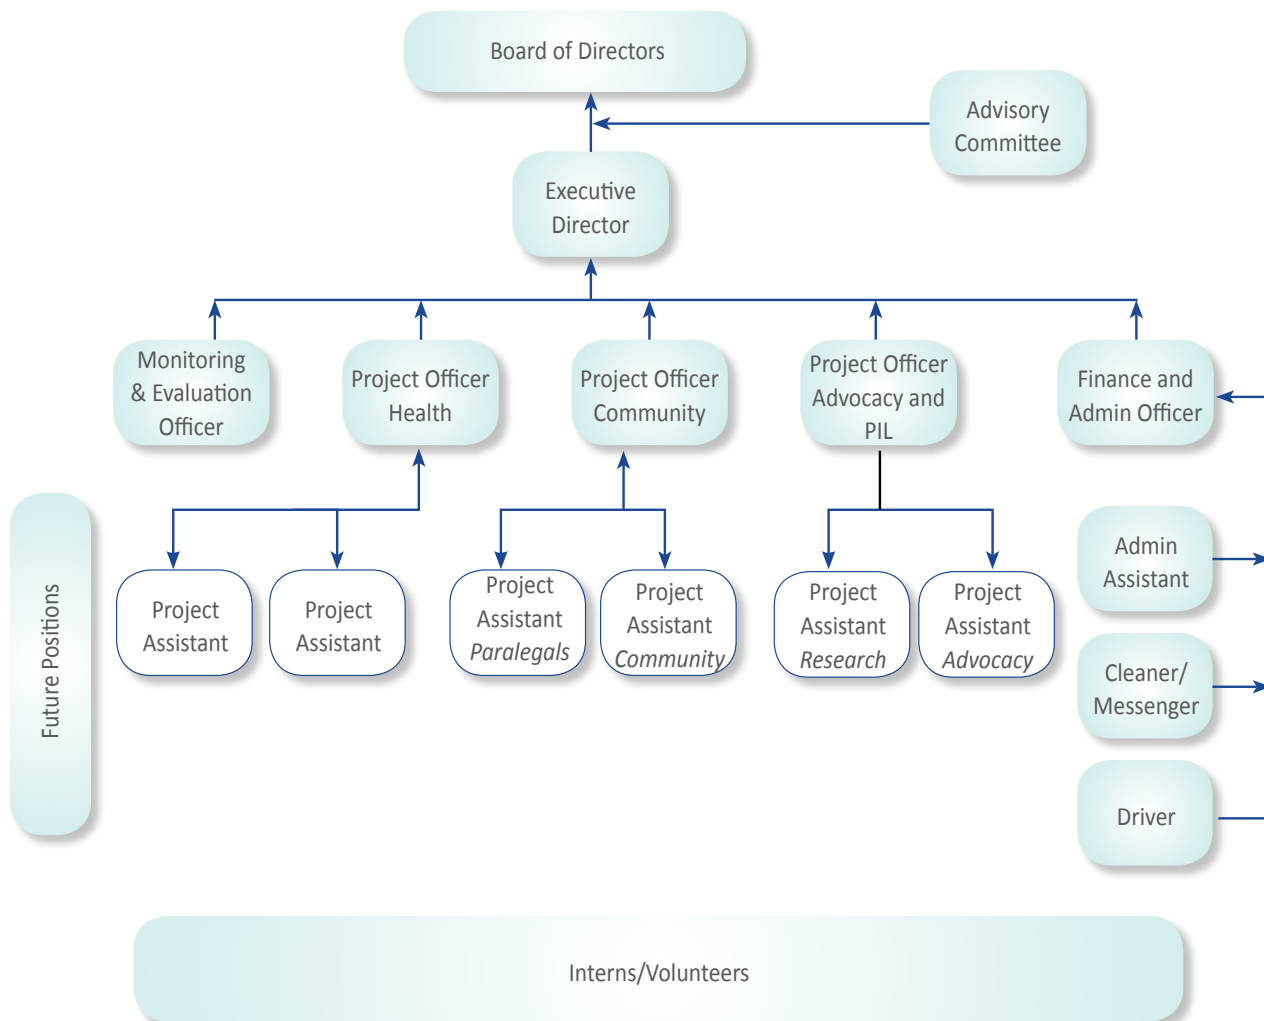 Board of Directors
Advisory
Committee
Executive
Director
Monitoring
& Evaluation
Officer
Project Officer
Health
Project Officer
Community
Project Officer
Advocacy and
PIL
Finance and
Admin Officer
Future Positions
Project
Assistant
Project
Assistant
Project
Assistant
Paralegals
Project
Assistant
Community
Project
Assistant
Research
Project
Assistant
Advocacy
Admin
Assistant
Cleaner/
Messenger
Driver
Interns/Volunteers